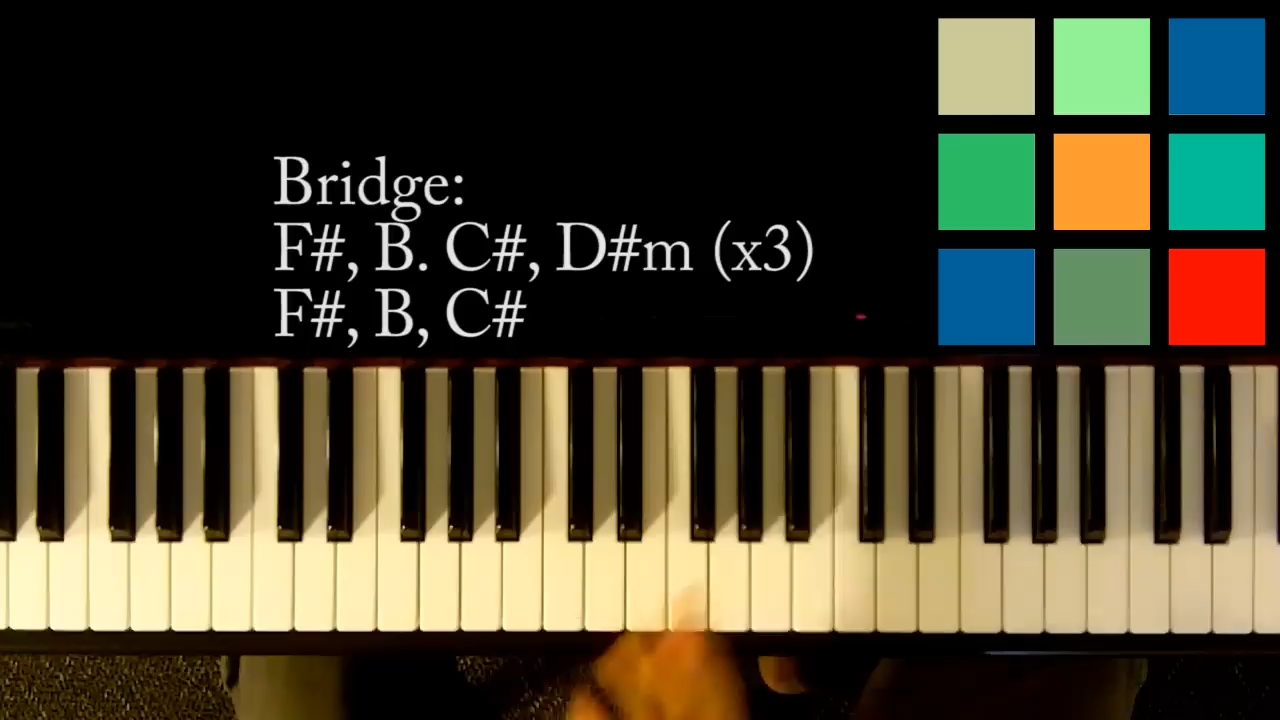 Bridge:
F#, B. C#, D#m (x3)
F#, B, C#